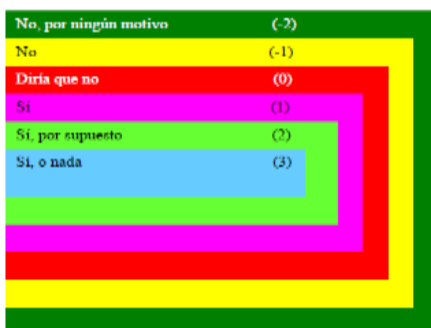 No, por ningún motivo (-2)
No (-1)
Diría que no (0)
Sí (1)
Sí, por supuesto (2)
Sí, o nada (3)